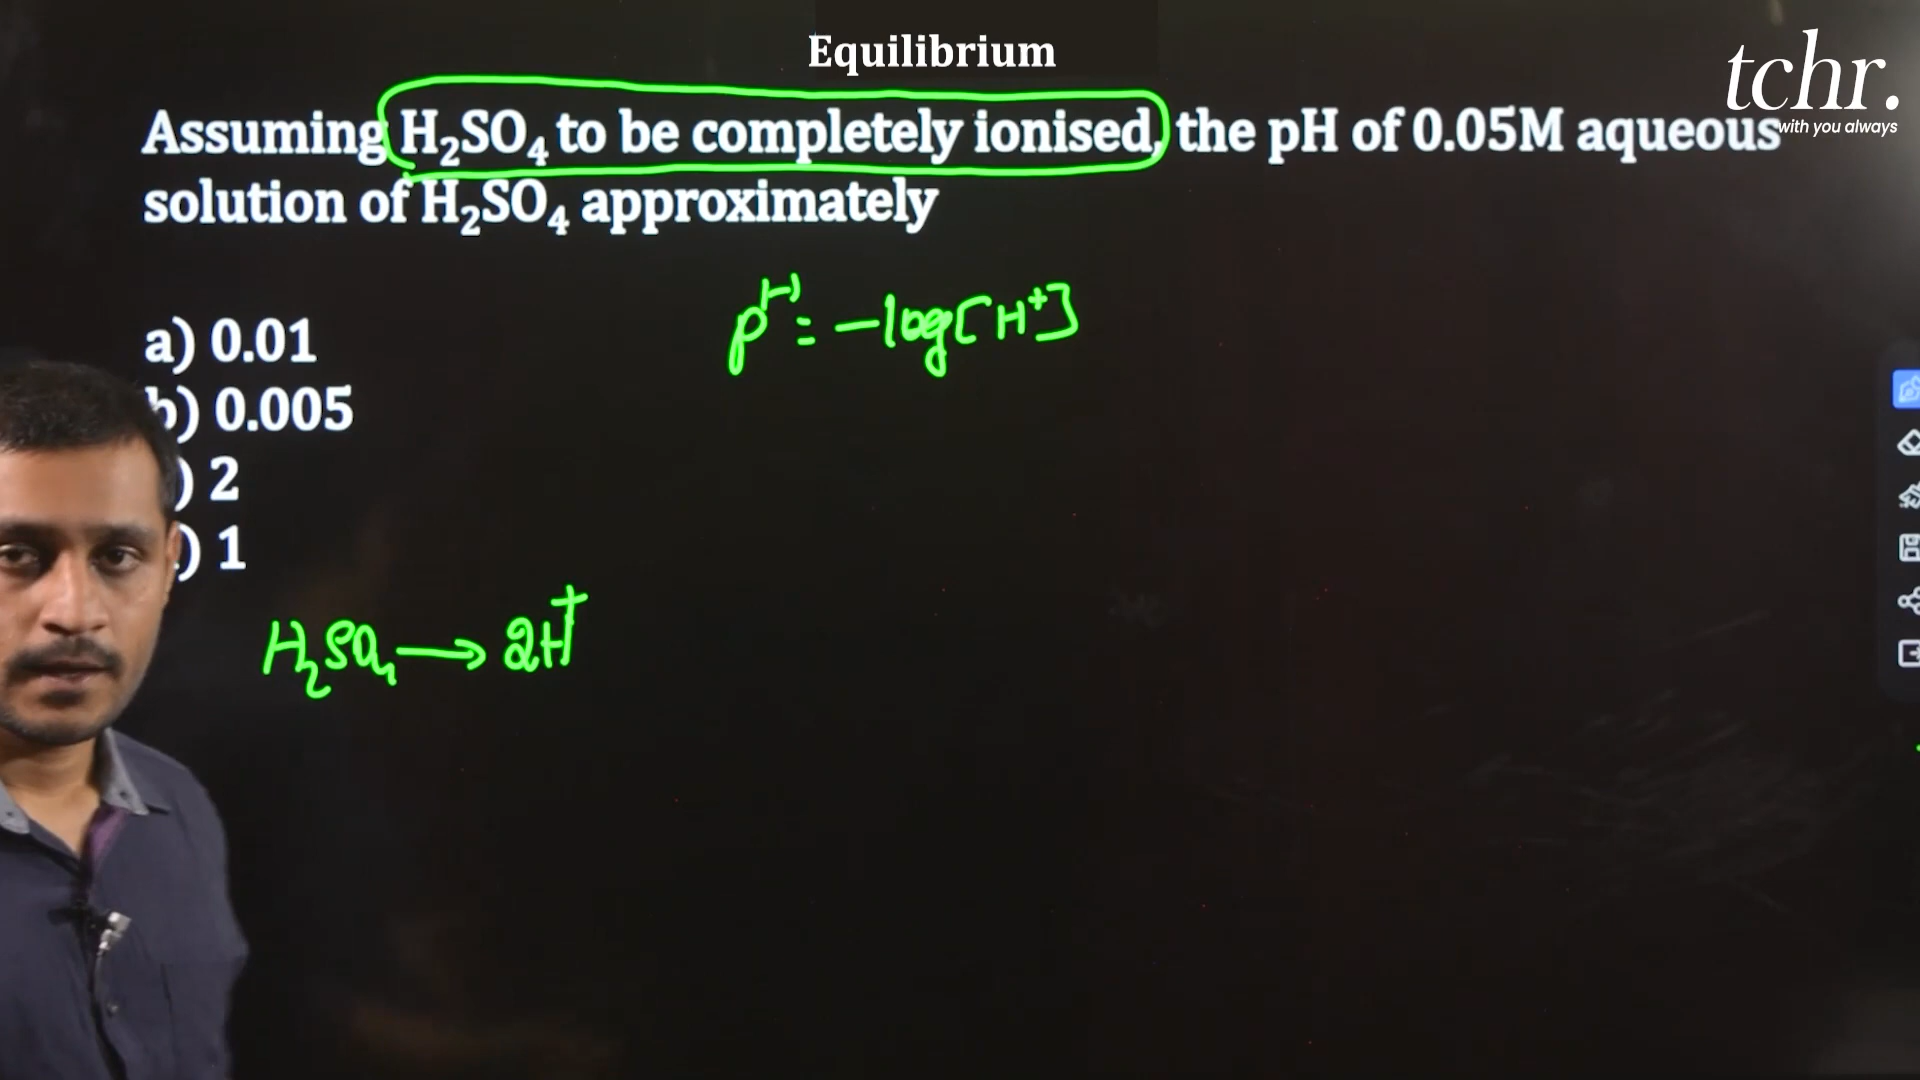 Equilibrium
tchr.
with you always
Assuming H₂SO₄ to be completely ionised, the pH of 0.05M aqueous
solution of H₂SO₄ approximately
pᴴ = -log[H⁺]
a) 0.01
b) 0.005
) 2
) 1
H₂SO₄ → 2H⁺